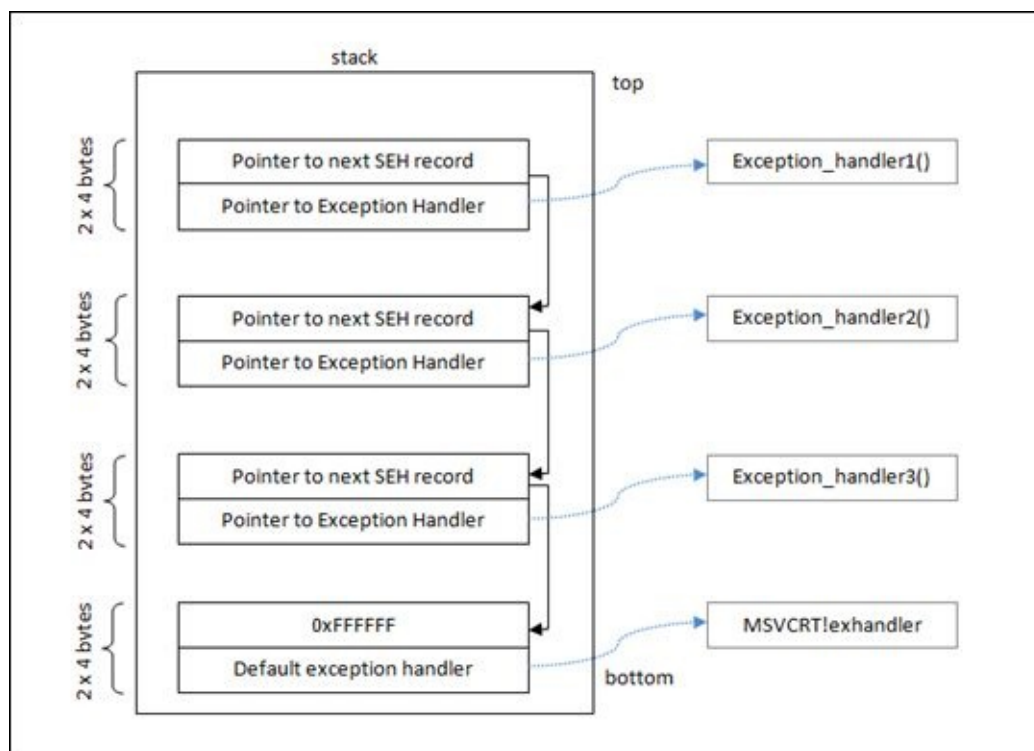 stack
top
2 x 4 bytes
Pointer to next SEH record
Pointer to Exception Handler
Exception_handler1()
2 x 4 bytes
Pointer to next SEH record
Pointer to Exception Handler
Exception_handler2()
2 x 4 bytes
Pointer to next SEH record
Pointer to Exception Handler
Exception_handler3()
2 x 4 bytes
0xFFFFFF
Default exception handler
MSVCRT!exhandler
bottom